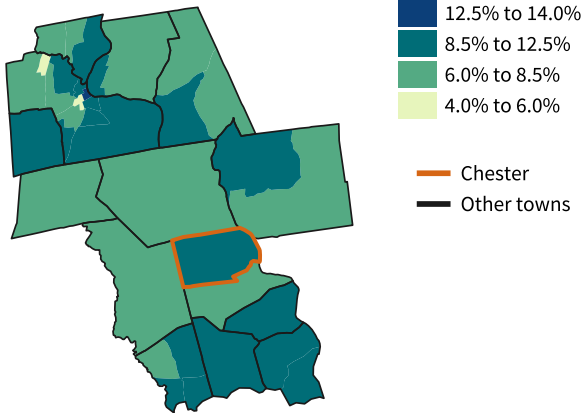 12.5% to 14.0%
8.5% to 12.5%
6.0% to 8.5%
4.0% to 6.0%
Chester
Other towns